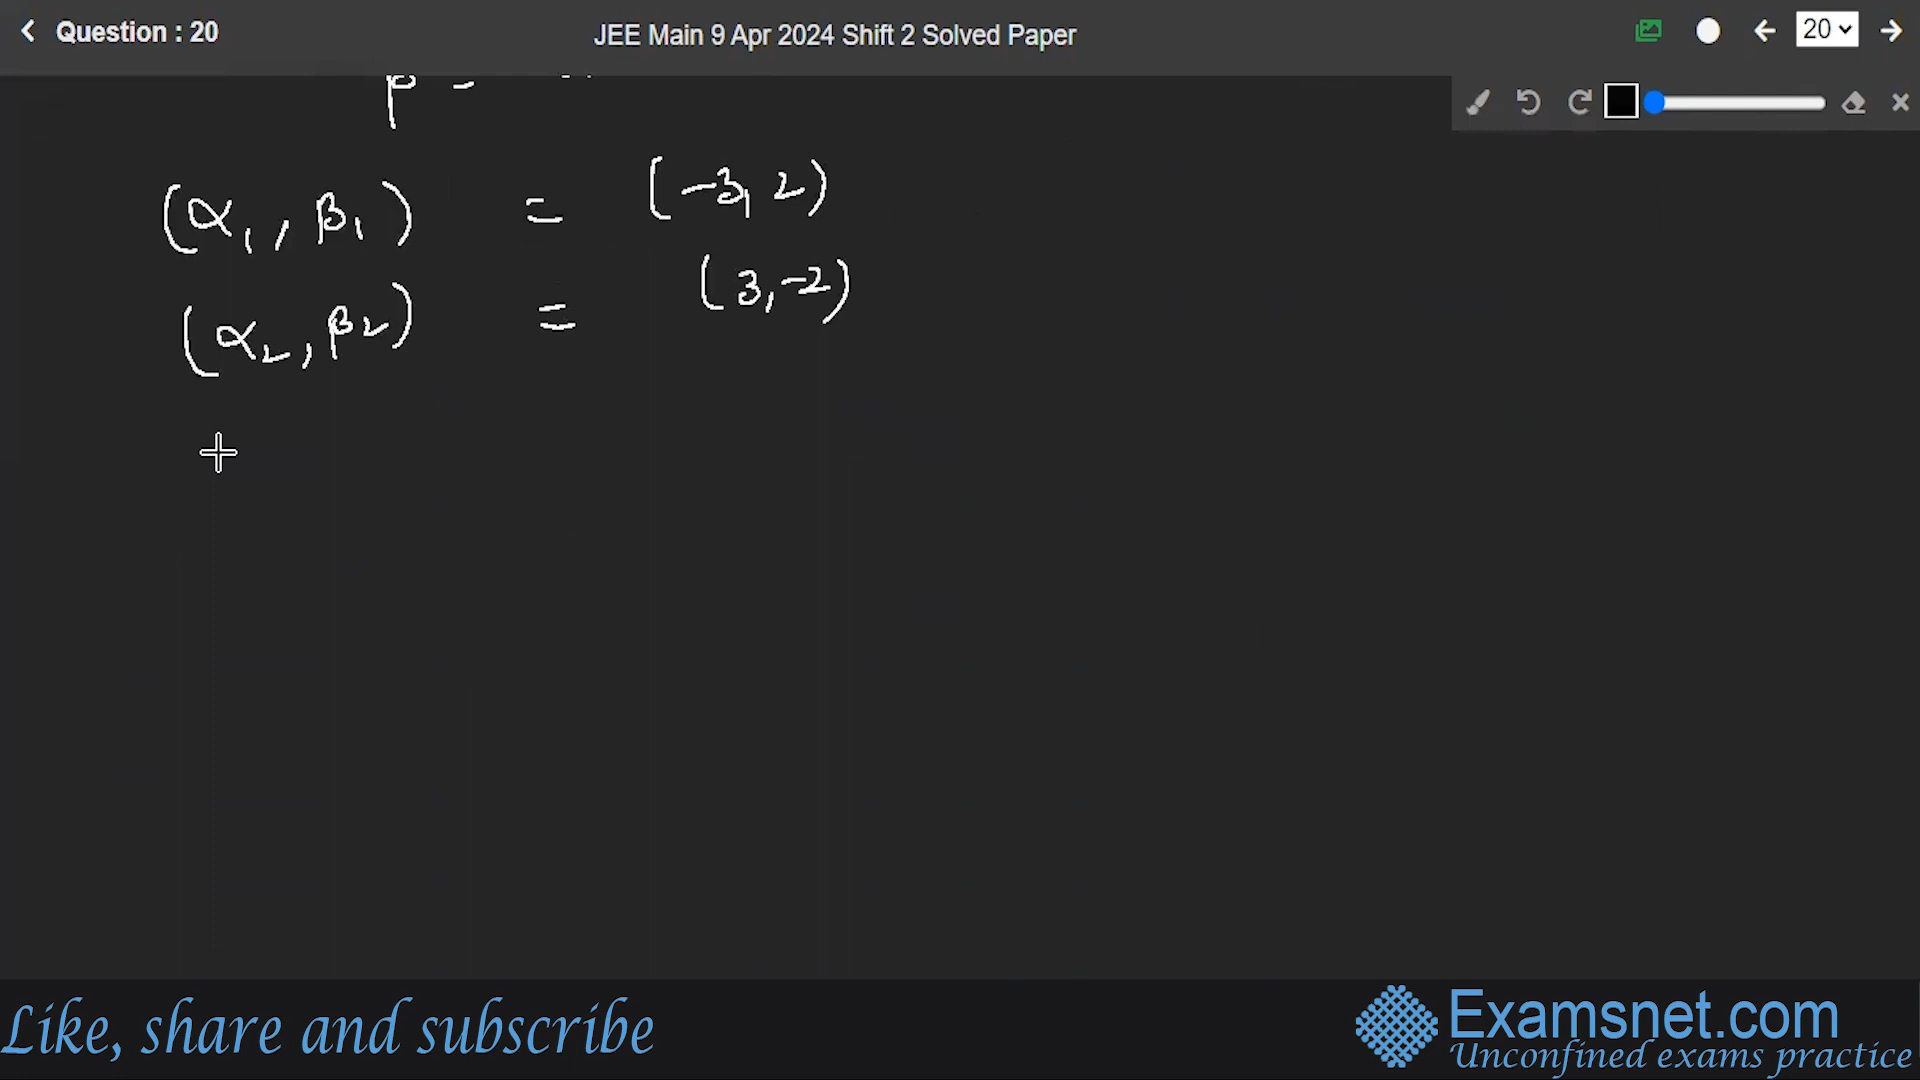 Question : 20
JEE Main 9 Apr 2024 Shift 2 Solved Paper
20
β =
(α₁, β₁) = (-3, 2)
(α₂, β₂) = (3, -2)
Like, share and subscribe
Examsnet.com
Unconfined exams practice